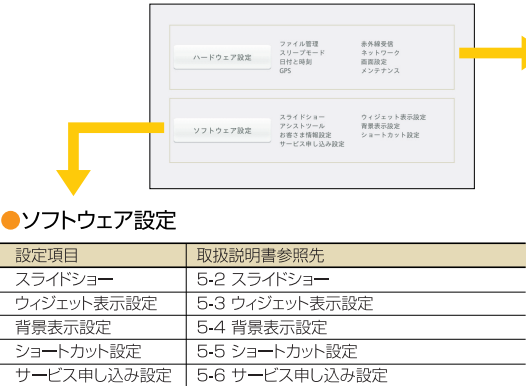 ハードウェア設定
ファイル管理 赤外線受信
スリープモード ネットワーク
日付と時刻 画面設定
GPS メンテナンス
ソフトウェア設定
スライドショー ウィジェット表示設定
アシストツール 背景表示設定
お客さま情報設定 ショートカット設定
サービス申し込み設定
●ソフトウェア設定
設定項目 取扱説明書参照先
スライドショー 5-2 スライドショー
ウィジェット表示設定 5-3 ウィジェット表示設定
背景表示設定 5-4 背景表示設定
ショートカット設定 5-5 ショートカット設定
サービス申し込み設定 5-6 サービス申し込み設定